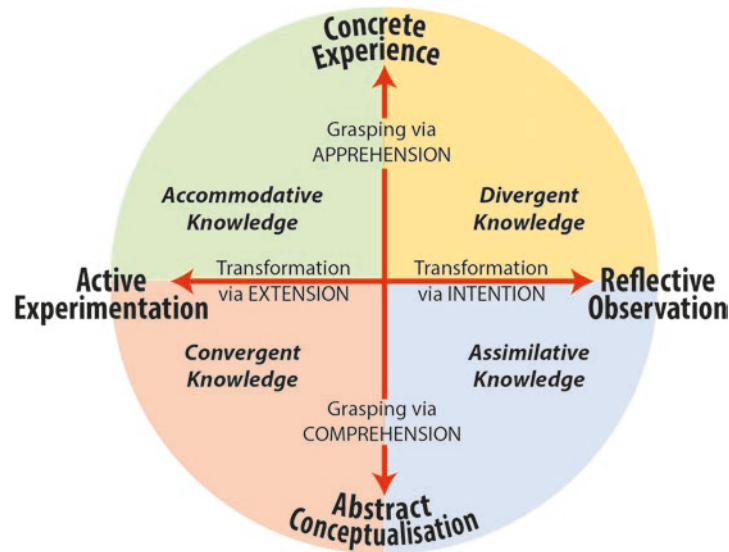 Concrete
Experience
Grasping via
APPREHENSION
Accommodative
Knowledge
Divergent
Knowledge
Active
Experimentation
Transformation
via EXTENSION
Transformation
via INTENTION
Reflective
Observation
Convergent
Knowledge
Assimilative
Knowledge
Grasping via
COMPREHENSION
Abstract
Conceptualisation